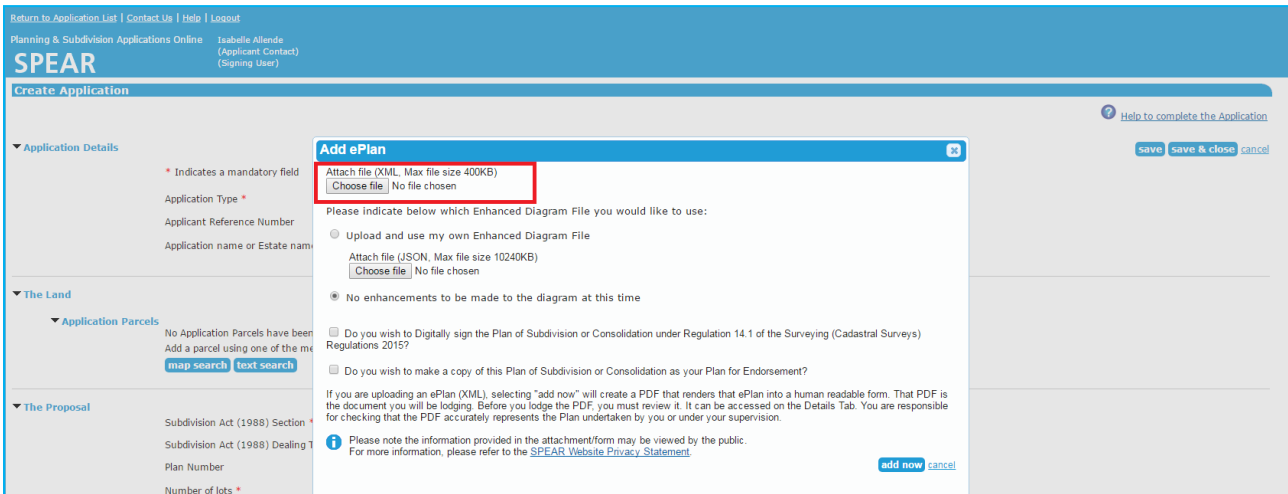 Return to Application List | Contact Us | Help | Logout
Planning & Subdivision Applications Online
SPEAR
Isabelle Allende
(Applicant Contact)
(Signing User)
Create Application
Help to complete the Application
Application Details
save save & close cancel
* Indicates a mandatory field
Application Type *
Applicant Reference Number
Application name or Estate nam
The Land
Application Parcels
No Application Parcels have been
Add a parcel using one of the me
map search text search
The Proposal
Subdivision Act (1988) Section *
Subdivision Act (1988) Dealing T
Plan Number
Number of lots *
Add ePlan
Attach file (XML, Max file size 400KB)
Choose file No file chosen
Please indicate below which Enhanced Diagram File you would like to use:
Upload and use my own Enhanced Diagram File
Attach file (JSON, Max file size 10240KB)
Choose file No file chosen
No enhancements to be made to the diagram at this time
Do you wish to Digitally sign the Plan of Subdivision or Consolidation under Regulation 14.1 of the Surveying (Cadastral Surveys)
Regulations 2015?
Do you wish to make a copy of this Plan of Subdivision or Consolidation as your Plan for Endorsement?
If you are uploading an ePlan (XML), selecting "add now" will create a PDF that renders that ePlan into a human readable form. That PDF is
the document you will be lodging. Before you lodge the PDF, you must review it. It can be accessed on the Details Tab. You are responsible
for checking that the PDF accurately represents the Plan undertaken by you or under your supervision.
Please note the information provided in the attachment/form may be viewed by the public.
For more information, please refer to the SPEAR Website Privacy Statement.
add now cancel